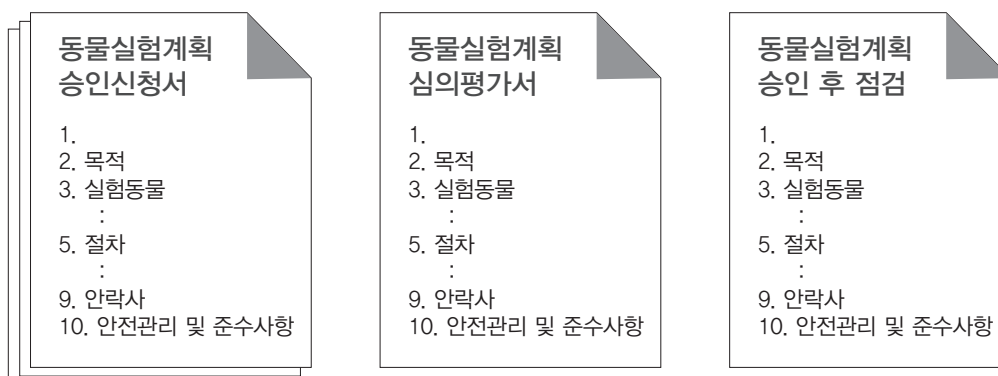 동물실험계획
승인신청서
1.
2. 목적
3. 실험동물
:
5. 절차
:
9. 안락사
10. 안전관리 및 준수사항
동물실험계획
심의평가서
1.
2. 목적
3. 실험동물
:
5. 절차
:
9. 안락사
10. 안전관리 및 준수사항
동물실험계획
승인 후 점검
1.
2. 목적
3. 실험동물
:
5. 절차
:
9. 안락사
10. 안전관리 및 준수사항